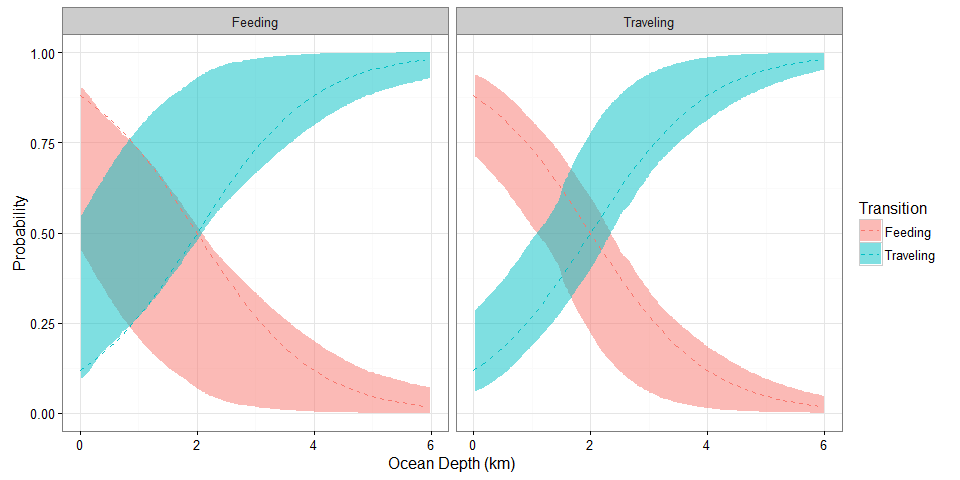 Feeding
Traveling
1.00
0.75
0.50
0.25
0.00
Probability
0 2 4 6
0 2 4 6
Ocean Depth (km)
Transition
Feeding
Traveling